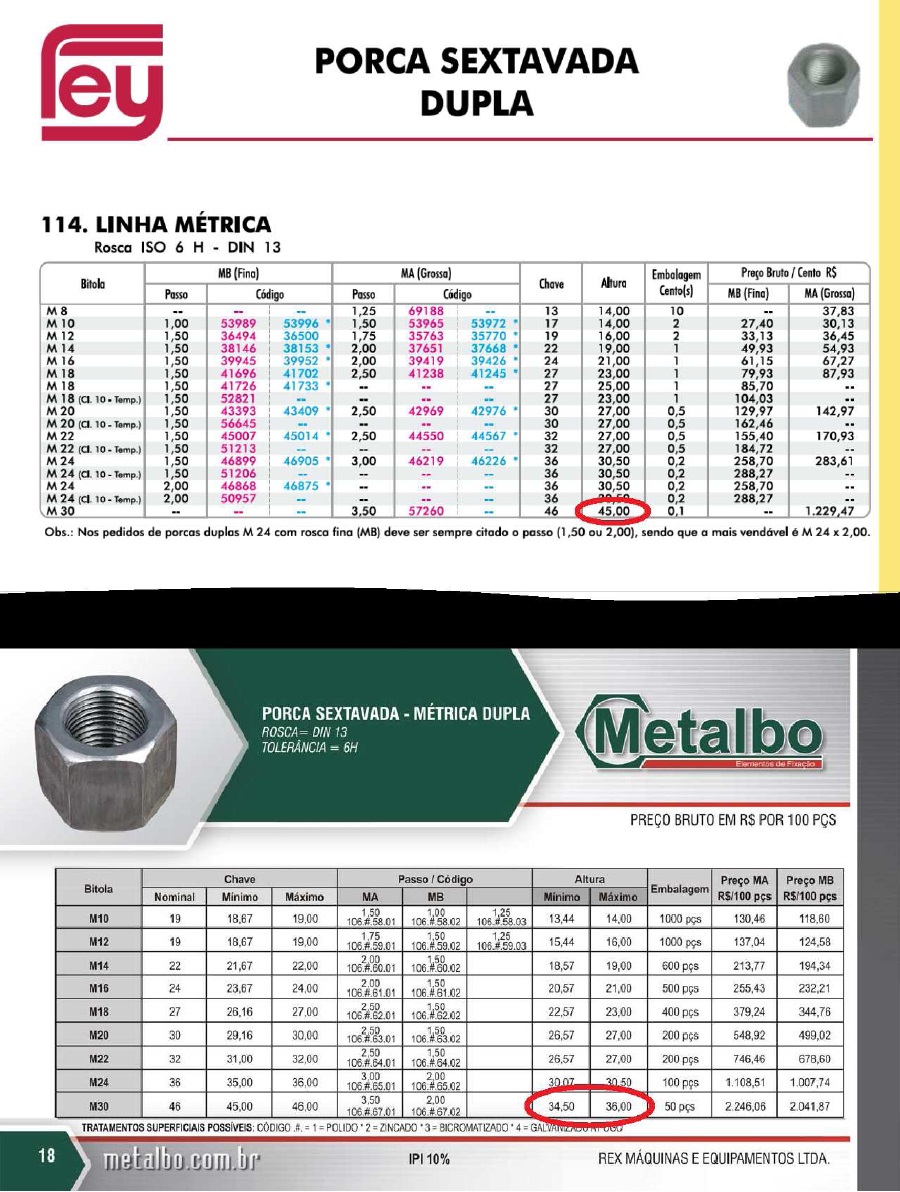 Fey
PORCA SEXTAVADA
DUPLA
114. LINHA MÉTRICA
Rosca ISO 6 H - DIN 13
Bitola MB (Fina) MA (Grossa) Chave Altura Embalagem Cento(s) Preço Bruto / Cento R$
Passo Código Passo Código MB (Fina) MA (Grossa)
M 8 -- -- -- 1,25 69188 -- 13 14,00 10 -- 37,83
M 10 1,00 53989 53996 * 1,50 53965 53972 * 17 14,00 2 27,40 30,13
M 12 1,50 36494 36500 1,75 35763 35770 * 19 16,00 2 33,13 36,45
M 14 1,50 38146 38153 * 2,00 37651 37668 * 22 19,00 1 49,93 54,93
M 16 1,50 39945 39952 * 2,00 39419 39426 * 24 21,00 1 61,15 67,27
M 18 1,50 41696 41702 2,50 41238 41245 * 27 23,00 1 79,93 87,93
M 18 1,50 41726 41733 * -- -- -- 27 25,00 1 85,70 --
M 18 (Cl. 10 - Temp.) 1,50 52821 -- -- -- -- 27 23,00 1 104,03 --
M 20 1,50 43393 43409 * 2,50 42969 42976 * 30 27,00 0,5 129,97 142,97
M 20 (Cl. 10 - Temp.) 1,50 56645 -- -- -- -- 30 27,00 0,5 162,46 --
M 22 1,50 45007 45014 * 2,50 44550 44567 * 32 27,00 0,5 155,40 170,93
M 22 (Cl. 10 - Temp.) 1,50 51213 -- -- -- -- 32 27,00 0,5 184,72 --
M 24 1,50 46899 46905 * 3,00 46219 46226 * 36 30,50 0,2 258,70 283,61
M 24 (Cl. 10 - Temp.) 1,50 51206 -- -- -- -- 36 30,50 0,2 288,27 --
M 24 2,00 46868 46875 * -- -- -- 36 30,50 0,2 258,70 --
M 24 (Cl. 10 - Temp.) 2,00 50957 -- -- -- -- 36 30,50 0,2 288,27 --
M 30 -- -- -- 3,50 57260 -- 46 45,00 0,1 -- 1.229,47
Obs.: Nos pedidos de porcas duplas M 24 com rosca fina (MB) deve ser sempre citado o passo (1,50 ou 2,00), sendo que a mais vendável é M 24 x 2,00.
PORCA SEXTAVADA - MÉTRICA DUPLA
ROSCA= DIN 13
TOLERÂNCIA = 6H
Metalbo
Elementos de Fixação
PREÇO BRUTO EM R$ POR 100 PÇS
Bitola Chave Passo / Código Altura Embalagem Preço MA R$/100 pçs Preço MB R$/100 pçs
Nominal Mínimo Máximo MA MB Mínimo Máximo
M10 19 18,67 19,00 1,50 106.#.58.01 1,00 106.#.58.02 1,25 106.#.58.03 13,44 14,00 1000 pçs 130,46 118,60
M12 19 18,67 19,00 1,75 106.#.59.01 1,50 106.#.59.02 1,25 106.#.59.03 15,44 16,00 1000 pçs 137,04 124,58
M14 22 21,67 22,00 2,00 106.#.60.01 1,50 106.#.60.02 18,57 19,00 600 pçs 213,77 194,34
M16 24 23,67 24,00 2,00 106.#.61.01 1,50 106.#.61.02 20,57 21,00 500 pçs 255,43 232,21
M18 27 26,16 27,00 2,50 106.#.62.01 1,50 106.#.62.02 22,57 23,00 400 pçs 379,24 344,76
M20 30 29,16 30,00 2,50 106.#.63.01 1,50 106.#.63.02 26,57 27,00 200 pçs 548,92 499,02
M22 32 31,00 32,00 2,50 106.#.64.01 1,50 106.#.64.02 26,57 27,00 200 pçs 746,46 678,60
M24 36 35,00 36,00 3,00 106.#.65.01 2,00 106.#.65.02 30,07 30,50 100 pçs 1.108,51 1.007,74
M30 46 45,00 46,00 3,50 106.#.67.01 2,00 106.#.67.02 34,50 36,00 50 pçs 2.246,06 2.041,87
TRATAMENTOS SUPERFICIAIS POSSÍVEIS: CÓDIGO .#. = 1 = POLIDO * 2 = ZINCADO * 3 = BICROMATIZADO * 4 = GALVANIZADO A FOGO
18 metalbo.com.br IPI 10% REX MÁQUINAS E EQUIPAMENTOS LTDA.